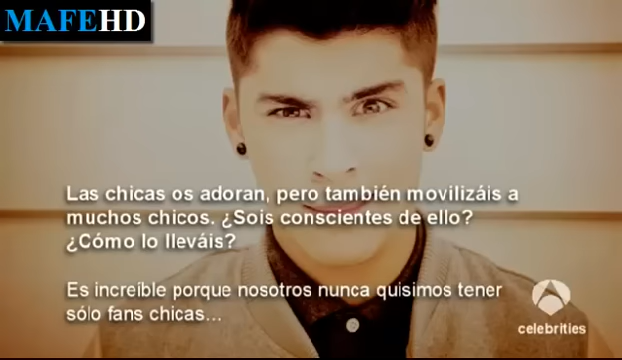 MAFEHD
Las chicas os adoran, pero también movilizáis a
muchos chicos. ¿Sois conscientes de ello?
¿Cómo lo lleváis?
Es increíble porque nosotros nunca quisimos tener
sólo fans chicas...
celebrities